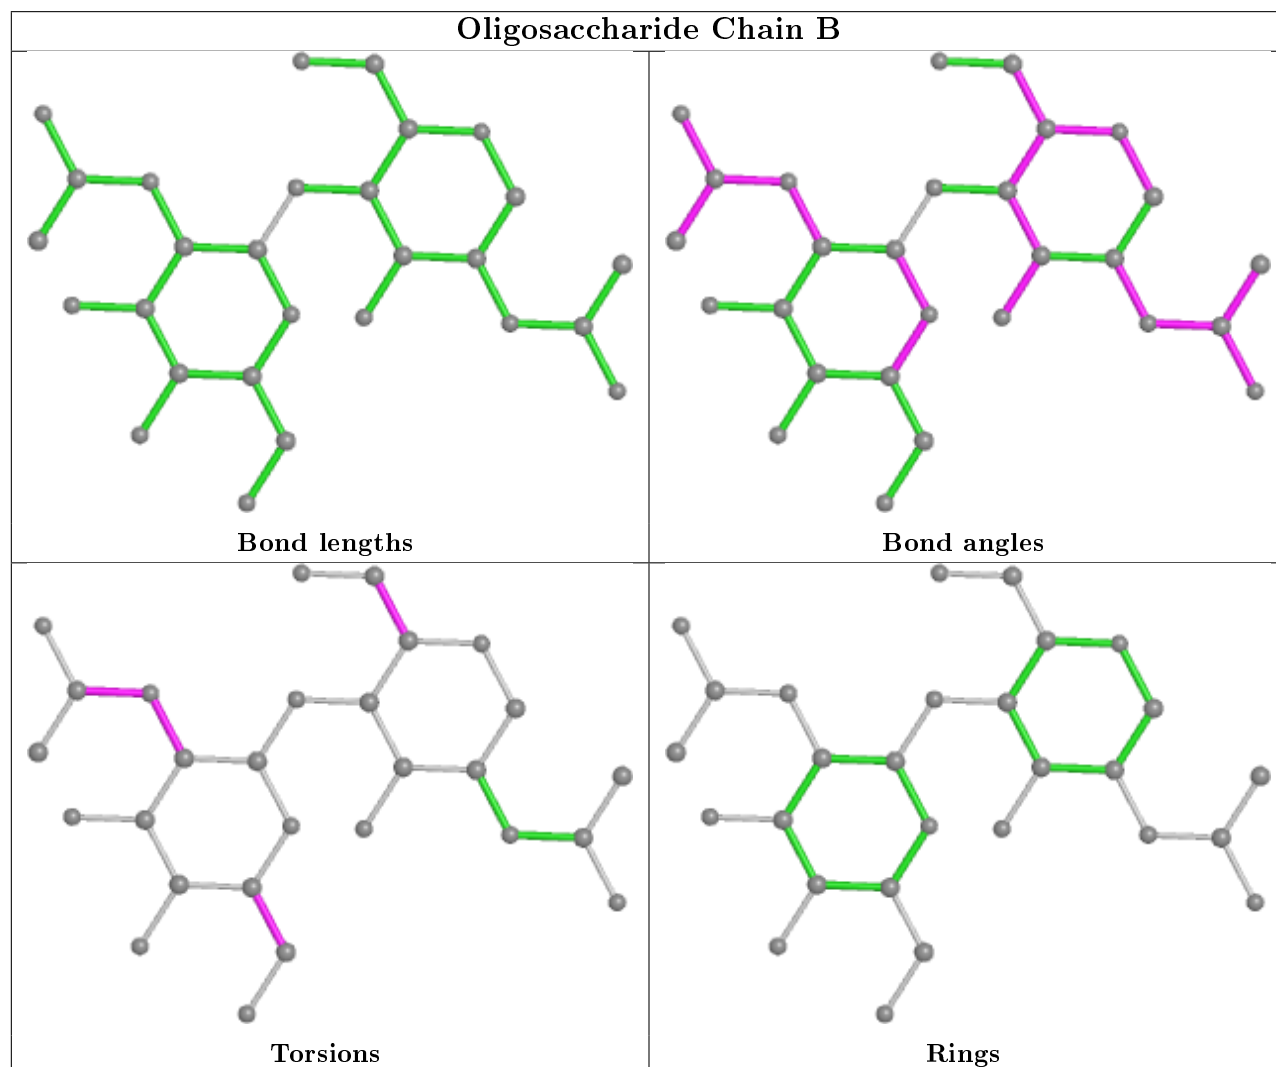 Oligosaccharide Chain B
Bond lengths
Bond angles
Torsions
Rings